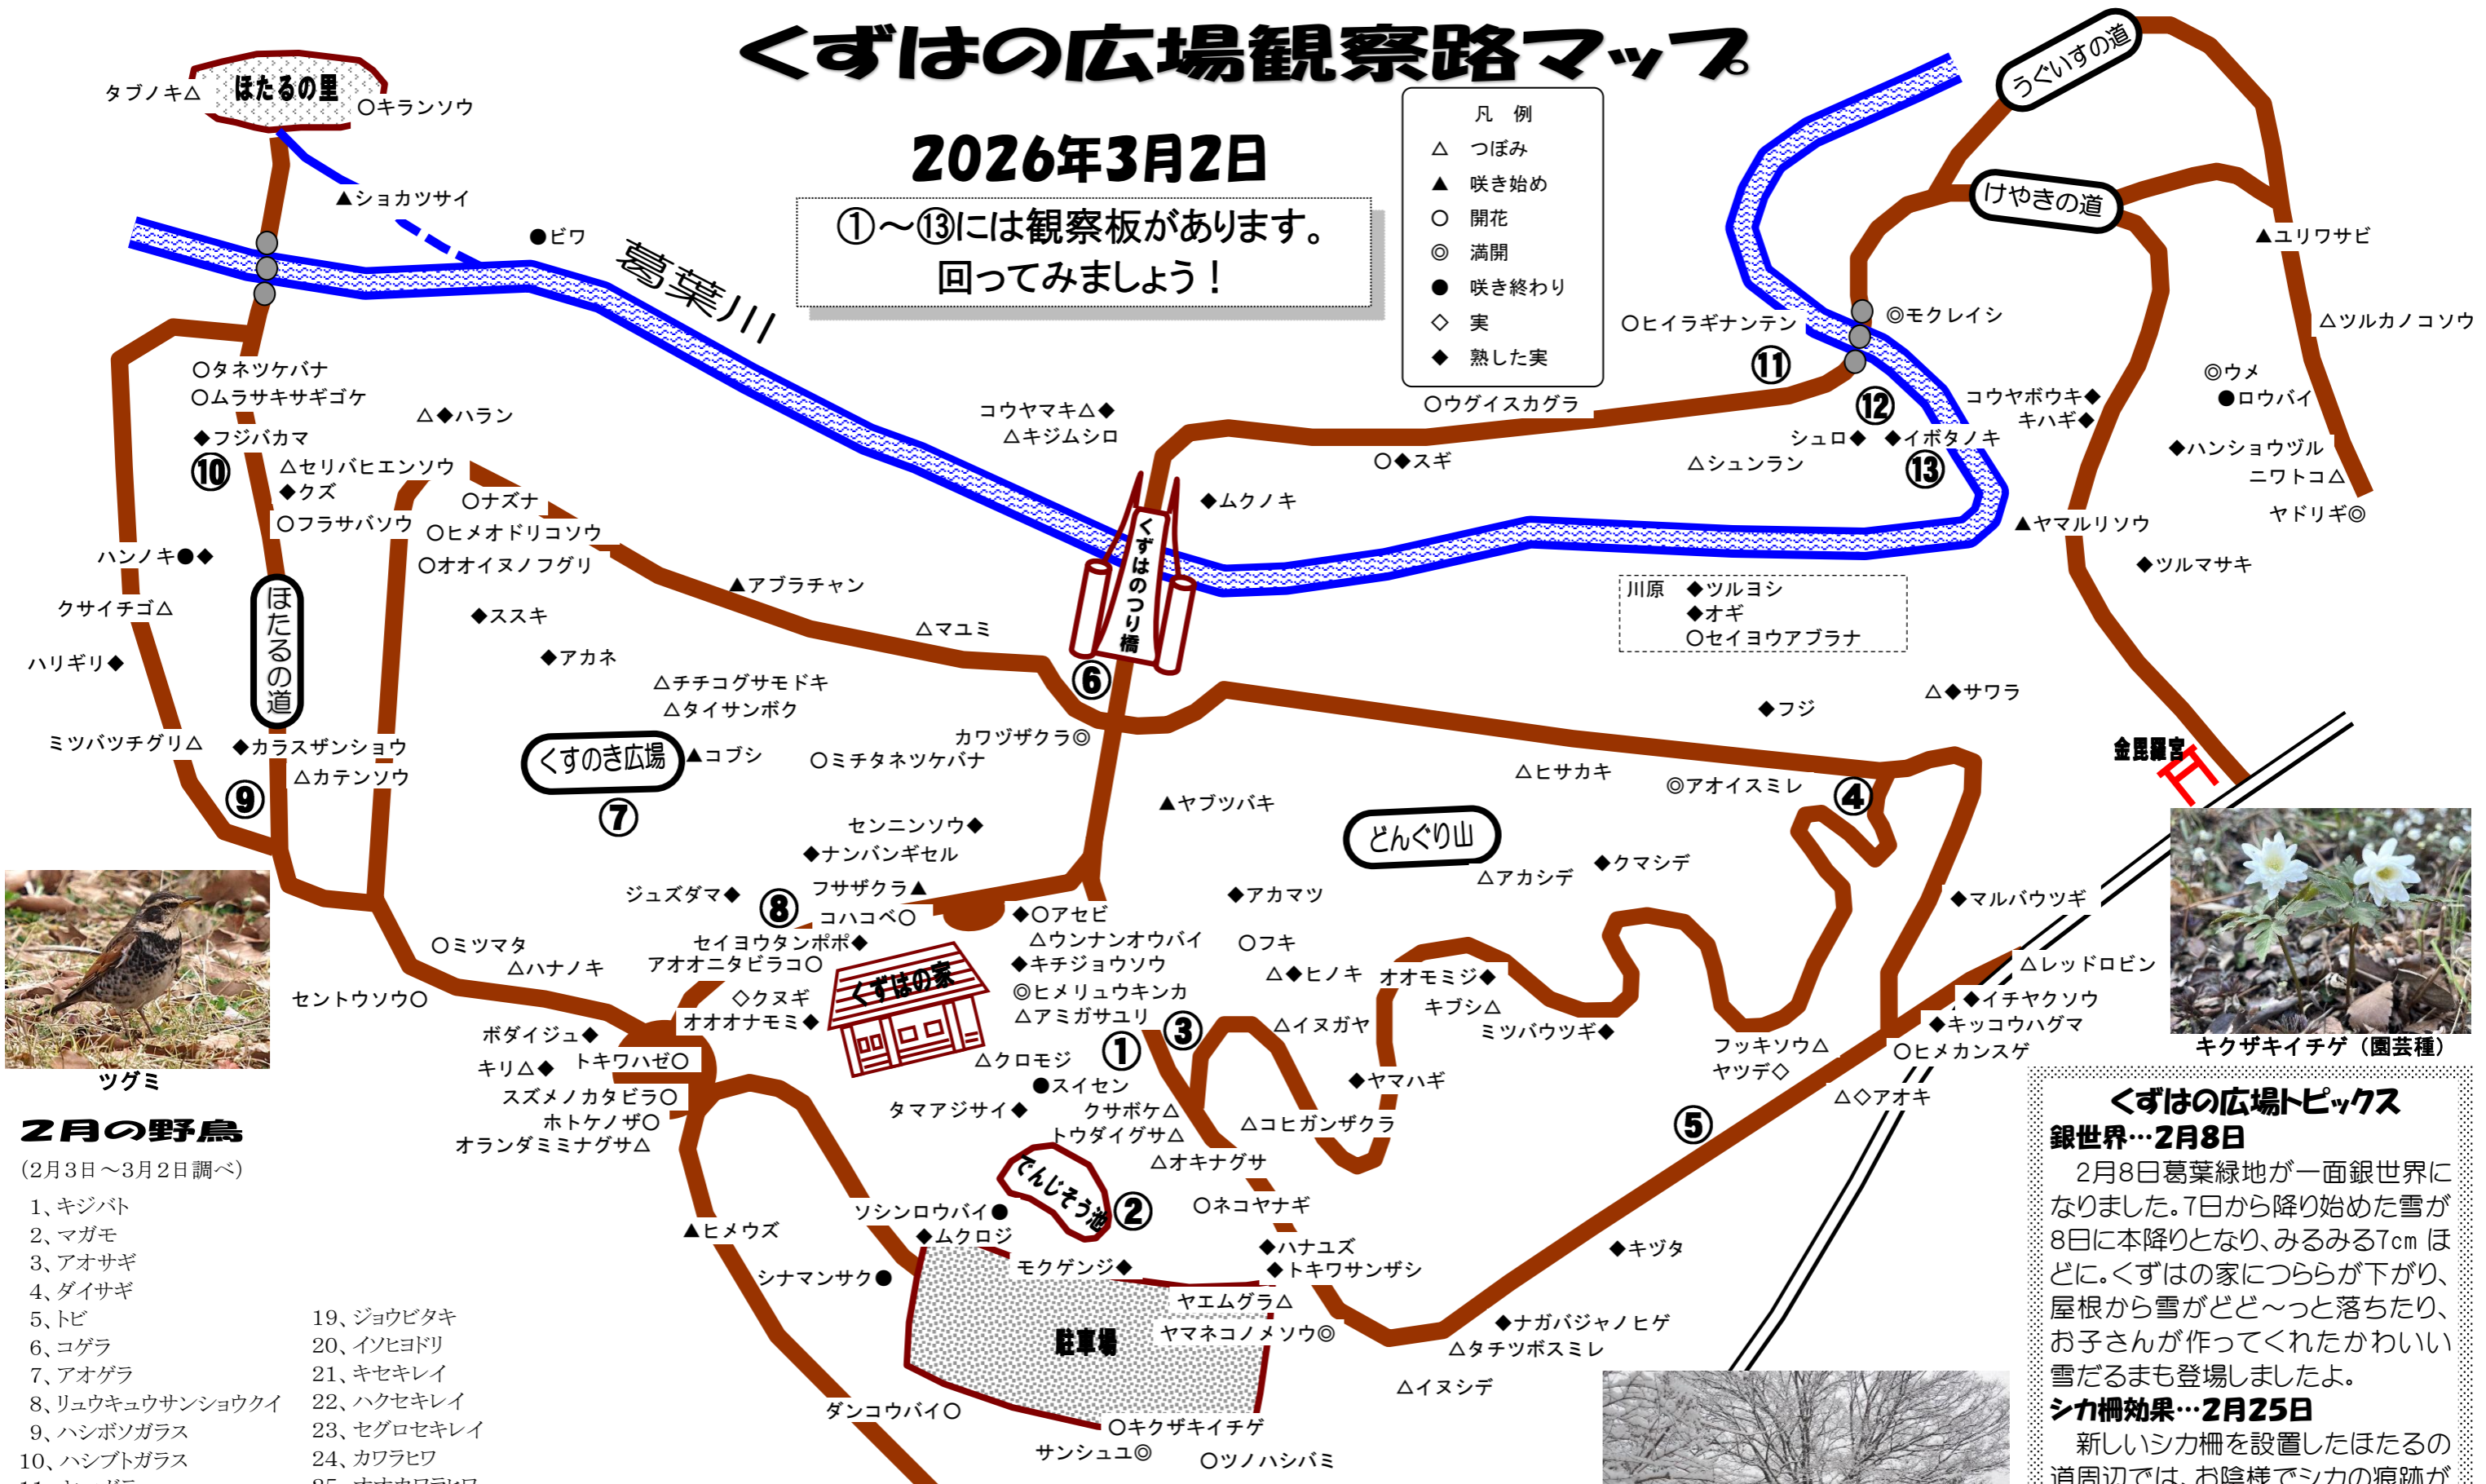 くずはの広場観察路マップ
2026年3月2日
①～⑬には観察板があります。
回ってみましょう！
凡 例
△ つぼみ
▲ 咲き始め
○ 開花
◎ 満開
● 咲き終わり
◇ 実
◆ 熟した実
うぐいすの道
けやきの道
タブノキ△
ほたるの里
○キランソウ
▲ショカツサイ
●ビワ
葛葉川
▲ユリワサビ
○ヒイラギナンテン
◎モクレイシ
△ツルカノコソウ
⑪
○タネツケバナ
○ムラサキサギゴケ
△◆ハラン
◆フジバカマ
⑩
△セリバヒエンソウ
◆クズ
○フラサバソウ
○ナズナ
○ヒメオドリコソウ
○オオイヌノフグリ
コウヤマキ△◆
△キジムシロ
○ウグイスカグラ
○◆スギ
⑫
コウヤボウキ◆
キハギ◆
シュロ◆
◆イボタノキ
⑬
△シュンラン
◎ウメ
●ロウバイ
◆ハンショウヅル
ニワトコ△
ヤドリギ◎
◆ムクノキ
▲ヤマルリソウ
◆ツルマサキ
ハンノキ●◆
クサイチゴ△
ハリギリ◆
ほたるの道
▲アブラチャン
◆ススキ
◆アカネ
△マユミ
くずはのつり橋
⑥
川原 ◆ツルヨシ
◆オギ
○セイヨウアブラナ
△チチコグサモドキ
△タイサンボク
◆フジ
△◆サワラ
ミツバツチグリ△
◆カラスザンショウ
△カテンソウ
⑨
くすのき広場
▲コブシ
⑦
カワヅザクラ◎
○ミチタネツケバナ
△ヒサカキ
◎アオイスミレ
④
金毘羅宮
▲ヤブツバキ
どんぐり山
センニンソウ◆
◆ナンバンギセル
フサザクラ▲
コハコベ○
ジュズダマ◆
⑧
△アカシデ
◆クマシデ
◆アカマツ
◆マルバウツギ
○ミツマタ
△ハナノキ
セントウソウ○
セイヨウタンポポ◆
アオオニタビラコ○
◇クヌギ
オオオナモミ◆
くずはの家
◆○アセビ
△ウンナンオウバイ
◆キチジョウソウ
◎ヒメリュウキンカ
△アミガサユリ
○フキ
△◆ヒノキ
オオモミジ◆
キブシ△
ミツバウツギ◆
△レッドロビン
◆イチヤクソウ
◆キッコウハグマ
○ヒメカンスゲ
△◇アオキ
フッキソウ△
ヤツデ◇
キクザキイチゲ（園芸種）
ツグミ
ボダイジュ◆
キリ△◆
トキワハゼ○
スズメノカタビラ○
ホトケノザ○
オランダミミナグサ△
△クロモジ
①
③
△イヌガヤ
●スイセン
タマアジサイ◆
クサボケ△
トウダイグサ△
△オキナグサ
◆ヤマハギ
△コヒガンザクラ
⑤
でんじそう池
②
○ネコヤナギ
ソシンロウバイ●
◆ムクロジ
▲ヒメウズ
シナマンサク●
モクゲンジ◆
◆ハナユズ
◆トキワサンザシ
◆キヅタ
ヤエムグラ△
ヤマネコノメソウ◎
駐車場
◆ナガバジャノヒゲ
△タチツボスミレ
△イヌシデ
ダンコウバイ○
○キクザキイチゲ
サンシュユ◎
○ツノハシバミ
2月の野鳥
（2月3日～3月2日調べ）
1、キジバト
2、マガモ
3、アオサギ
4、ダイサギ
5、トビ
6、コゲラ
7、アオゲラ
8、リュウキュウサンショウクイ
9、ハシボソガラス
10、ハシブトガラス
19、ジョウビタキ
20、イソヒヨドリ
21、キセキレイ
22、ハクセキレイ
23、セグロセキレイ
24、カワラヒワ
くずはの広場トピックス
銀世界…2月8日
2月8日葛葉緑地が一面銀世界に
なりました。7日から降り始めた雪が
8日に本降りとなり、みるみる7cm ほ
どに。くずはの家につららが下がり、
屋根から雪がどど～っと落ちたり、
お子さんが作ってくれたかわいい
雪だるまも登場しましたよ。
シカ柵効果…2月25日
新しいシカ柵を設置したほたるの
道周辺では、お陰様でシカの痕跡が